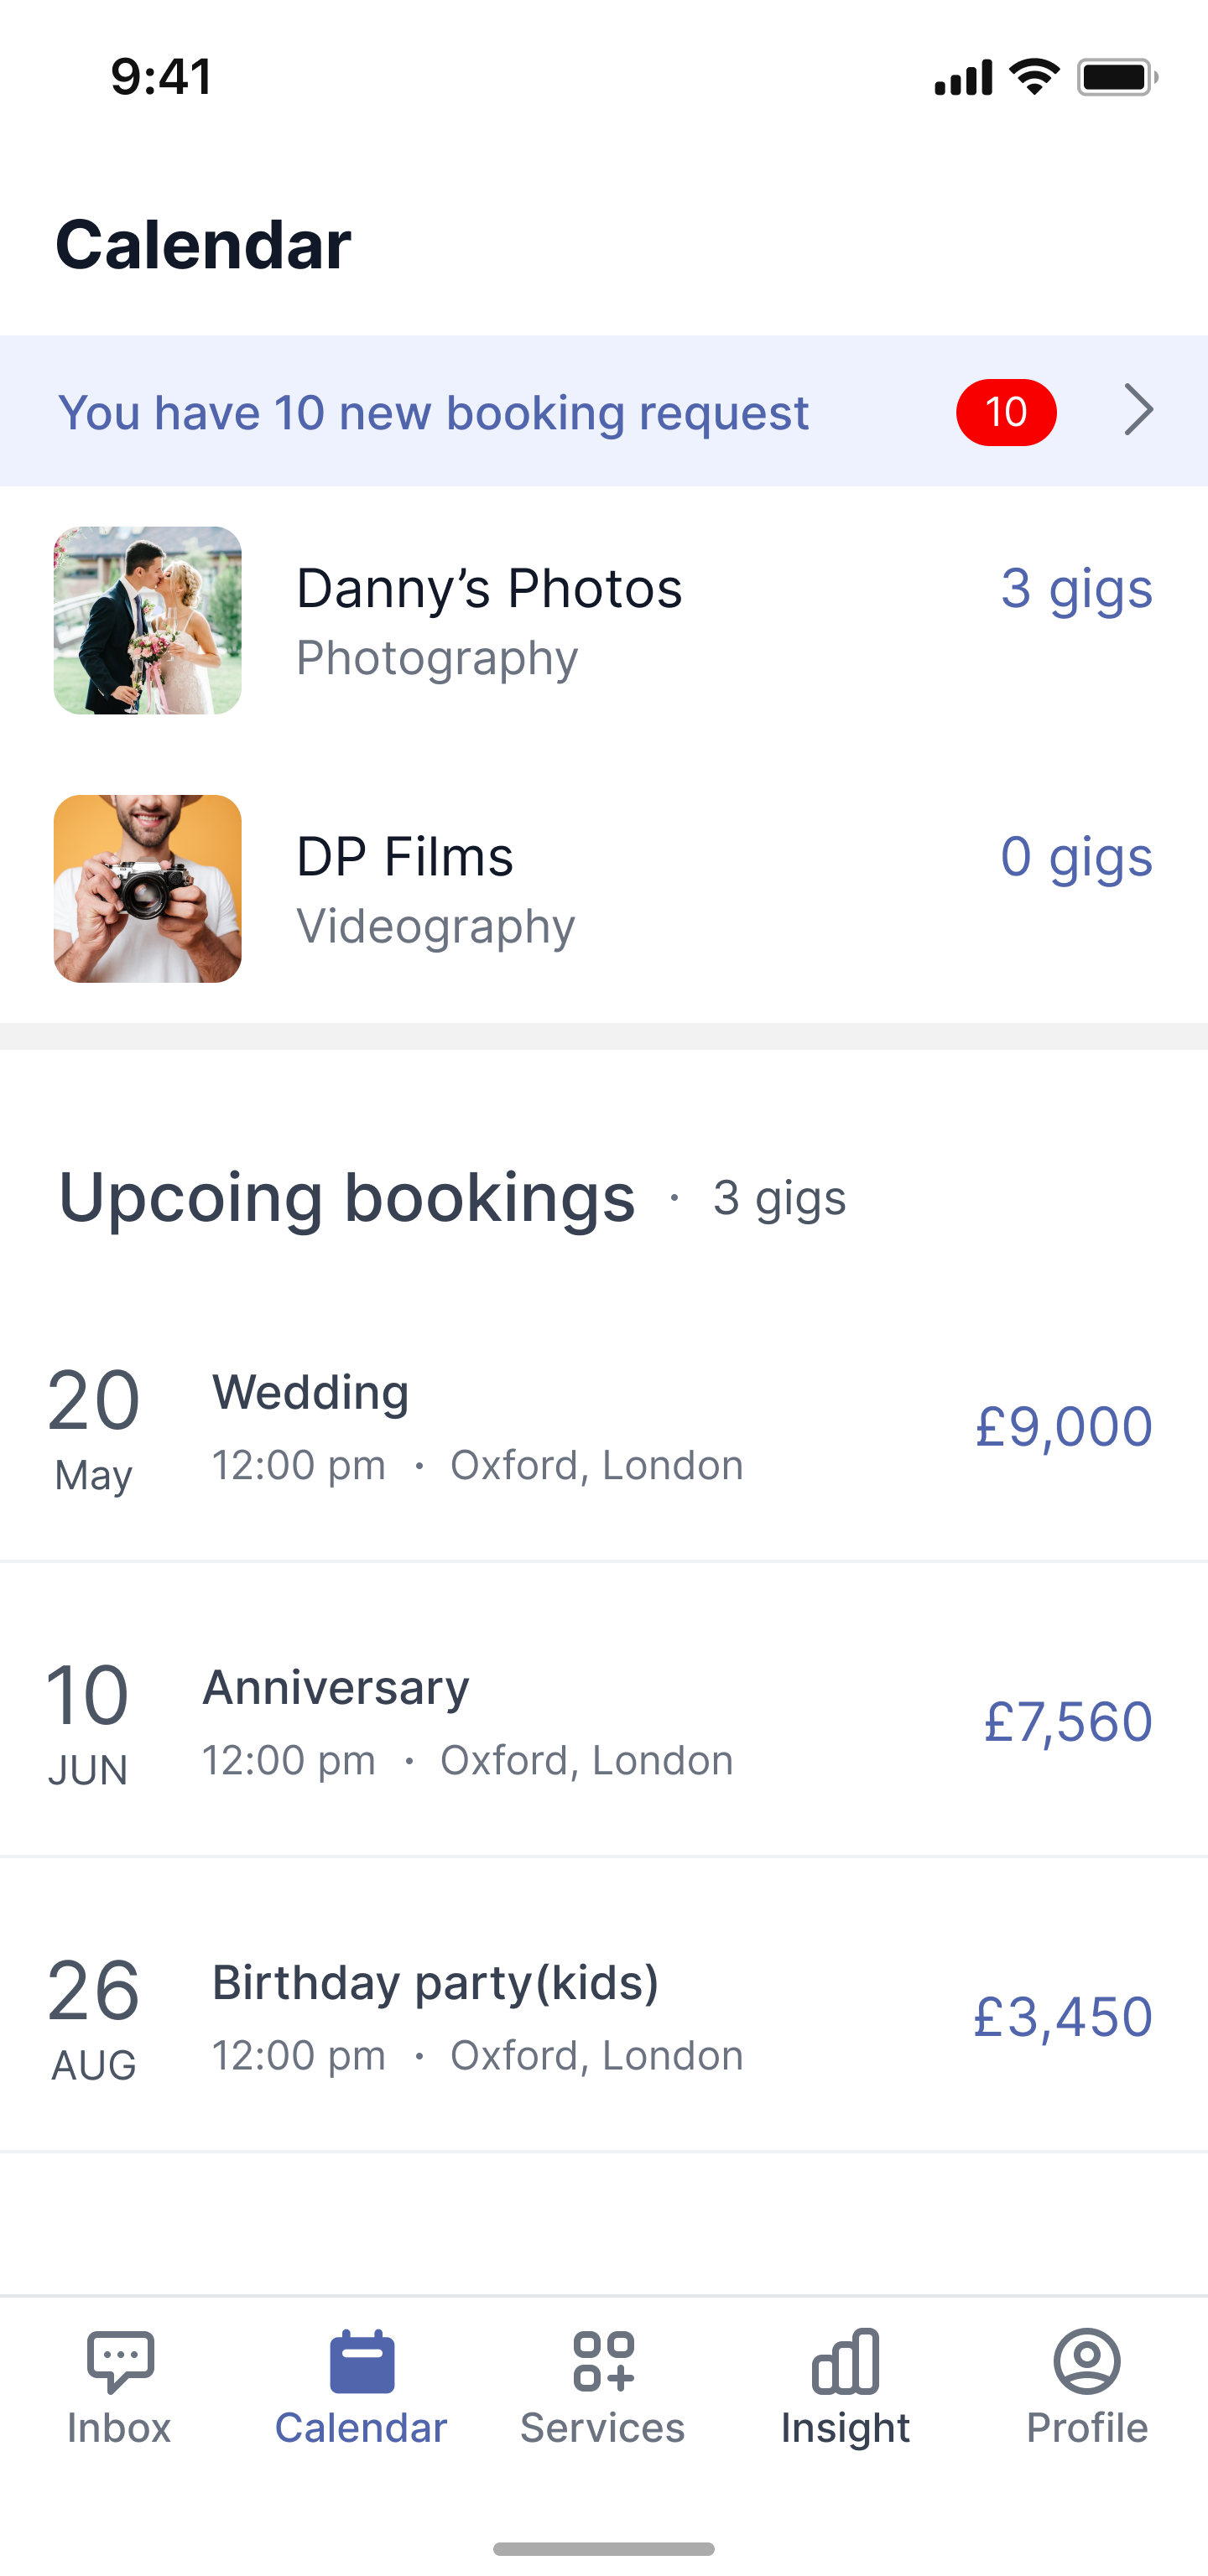 9:41
Calendar
You have 10 new booking request 10
Danny’s Photos 3 gigs
Photography
DP Films 0 gigs
Videography
Upcoing bookings · 3 gigs
20 Wedding £9,000
May 12:00 pm · Oxford, London
10 Anniversary £7,560
JUN 12:00 pm · Oxford, London
26 Birthday party(kids) £3,450
AUG 12:00 pm · Oxford, London
Inbox Calendar Services Insight Profile